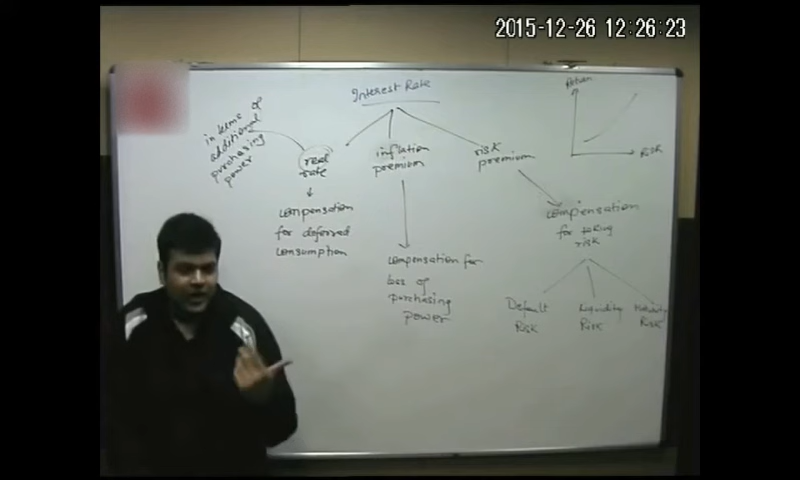 2015-12-26 12:26:23
Interest Rate
Return
Risk
in terms of
additional
purchasing
power
real
rate
inflation
premium
risk
premium
compensation
for deferred
consumption
compensation for
loss of
purchasing
power
compensation
for taking
risk
Default
Risk
Liquidity
Risk
Maturity
Risk